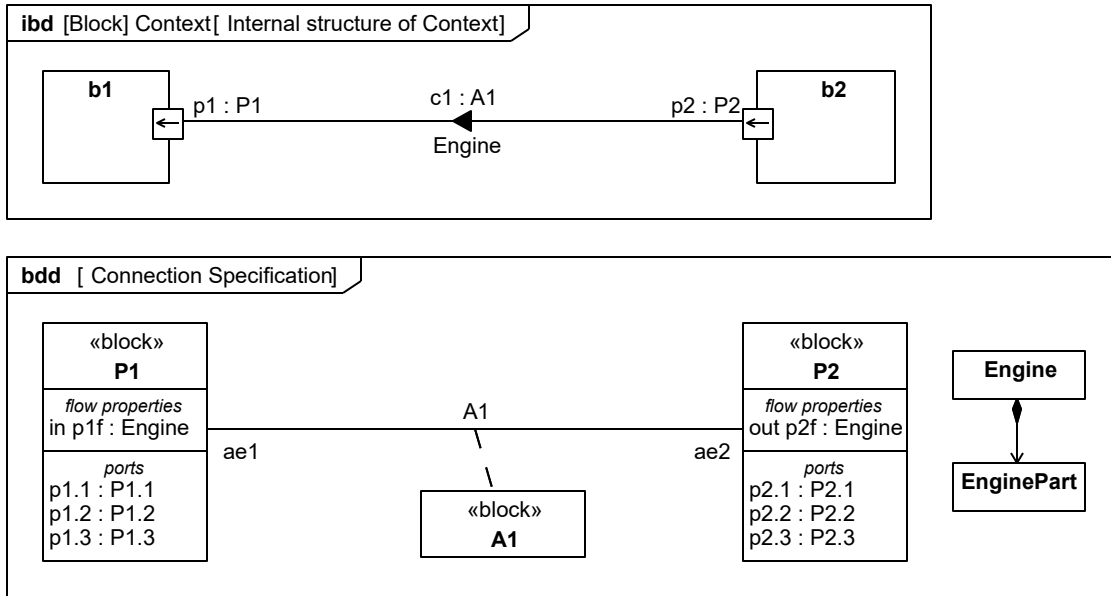 ibd [Block] Context[ Internal structure of Context]
b1
p1 : P1
c1 : A1
Engine
p2 : P2
b2
bdd [ Connection Specification]
«block»
P1
flow properties
in p1f : Engine
ports
p1.1 : P1.1
p1.2 : P1.2
p1.3 : P1.3
ae1
A1
ae2
«block»
A1
«block»
P2
flow properties
out p2f : Engine
ports
p2.1 : P2.1
p2.2 : P2.2
p2.3 : P2.3
Engine
EnginePart